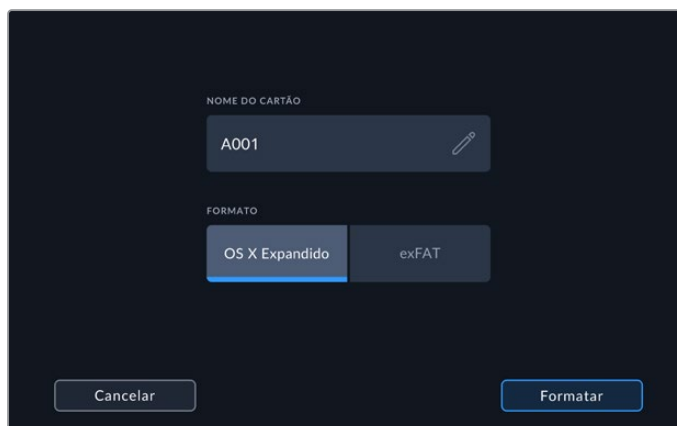 NOME DO CARTÃO
A001
FORMATO
OS X Expandido
exFAT
Cancelar
Formatar